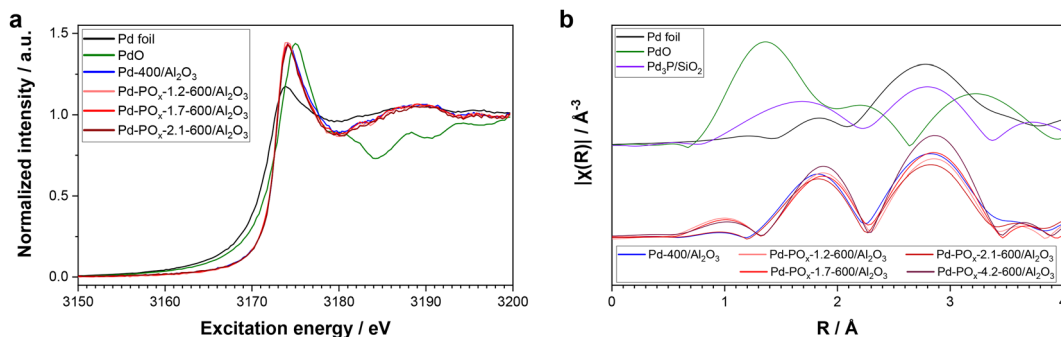 a
Normalized intensity / a.u.
1.5
1.0
0.5
0.0
Pd foil
PdO
Pd-400/Al₂O₃
Pd-POₓ-1.2-600/Al₂O₃
Pd-POₓ-1.7-600/Al₂O₃
Pd-POₓ-2.1-600/Al₂O₃
3150 3160 3170 3180 3190 3200
Excitation energy / eV
b
|χ(R)| / Å⁻³
Pd foil
PdO
Pd₃P/SiO₂
Pd-400/Al₂O₃ Pd-POₓ-1.2-600/Al₂O₃ Pd-POₓ-2.1-600/Al₂O₃
Pd-POₓ-1.7-600/Al₂O₃ Pd-POₓ-4.2-600/Al₂O₃
0 1 2 3 4
R / Å